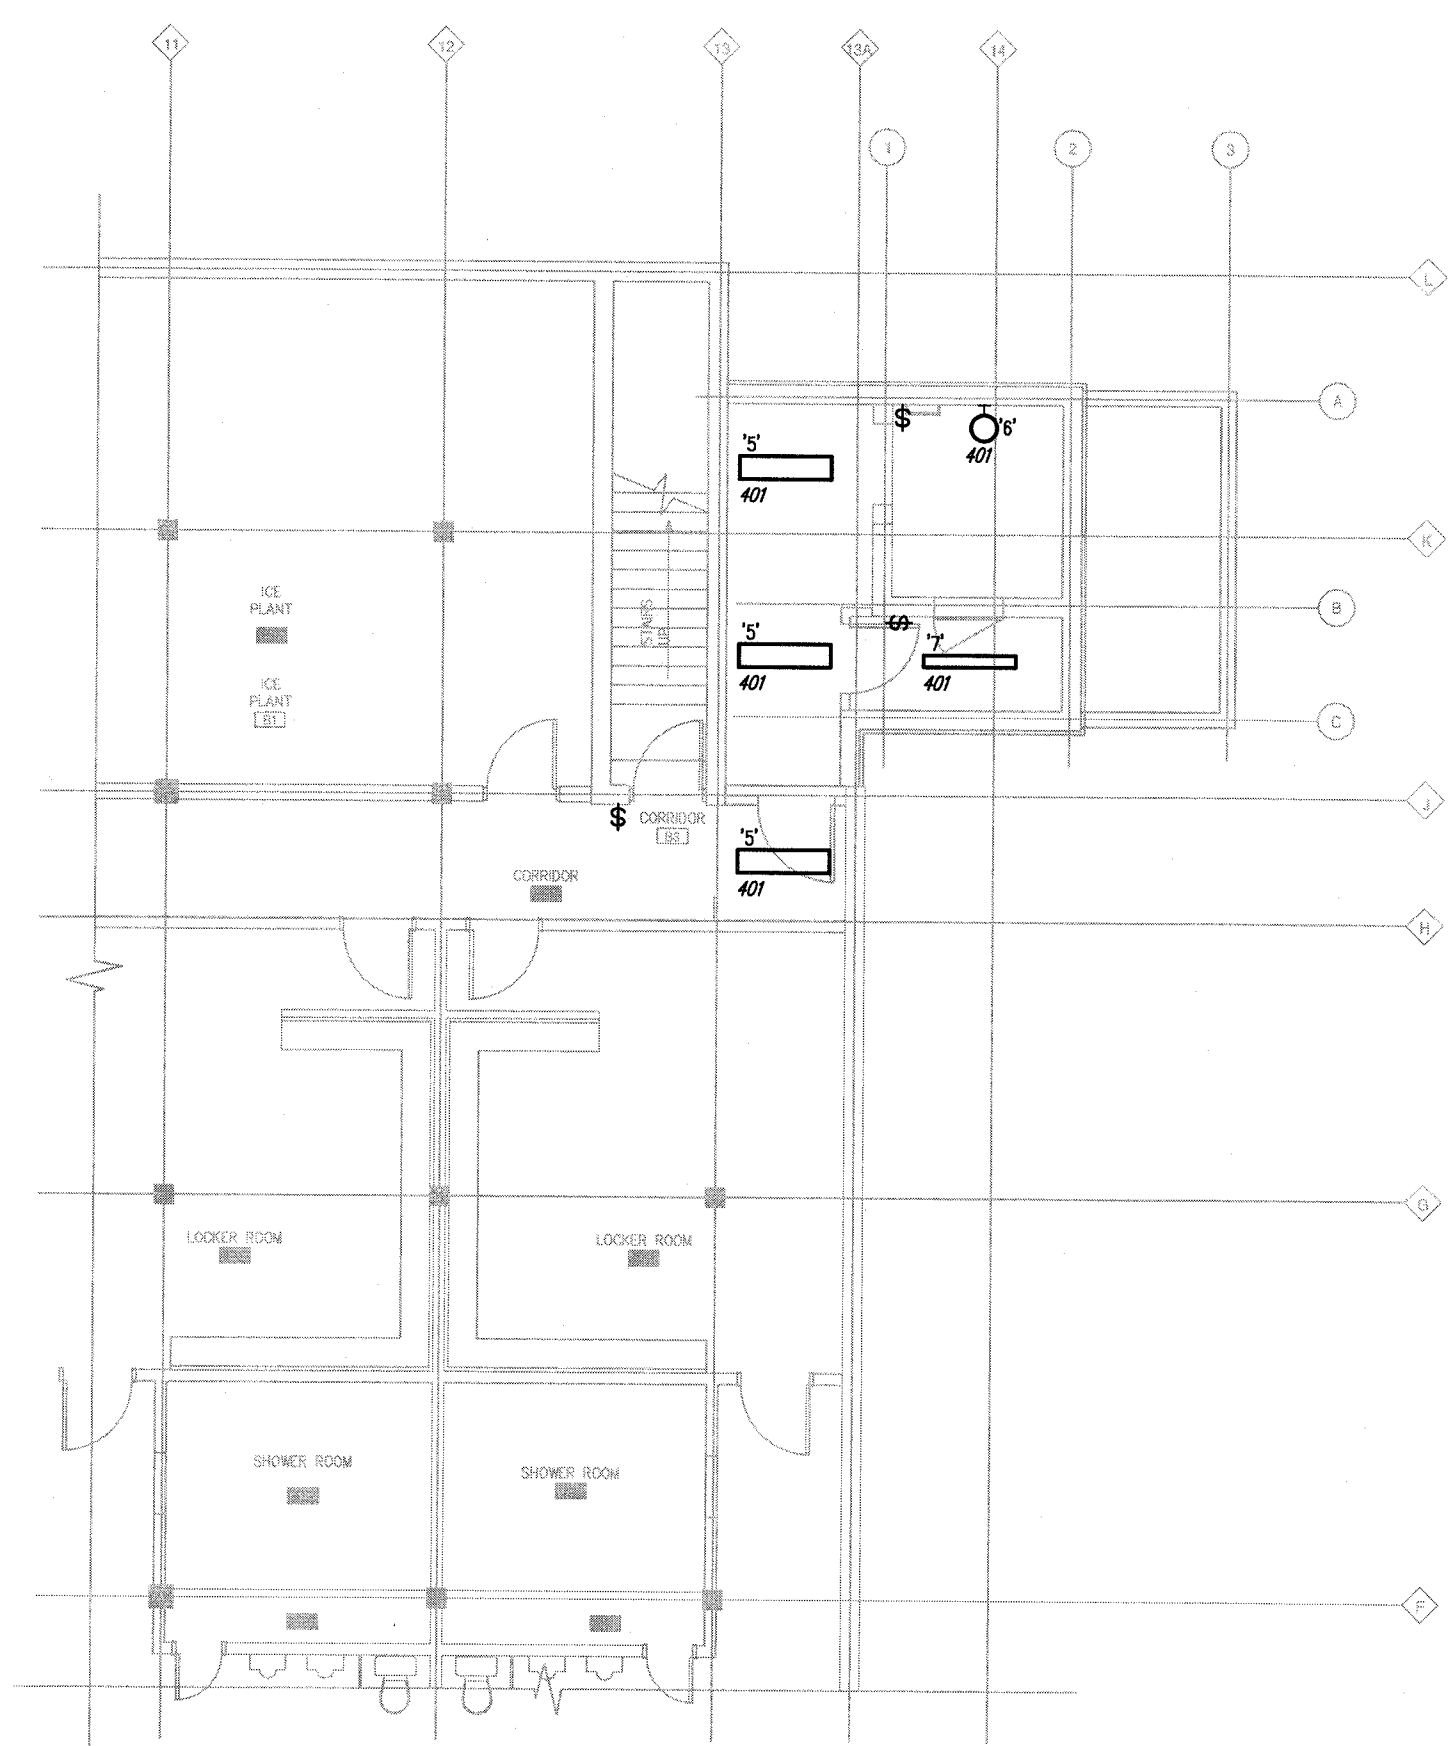 11
12
13
13A
14
1
2
3
L
A
$
'6'
401
'5'
401
K
ICE
PLANT
B
STAIRS
UP
$
'5'
401
'7'
401
ICE
PLANT
B1
C
J
$
CORRIDOR
B3
'5'
401
CORRIDOR
H
G
LOCKER ROOM
LOCKER ROOM
SHOWER ROOM
SHOWER ROOM
F